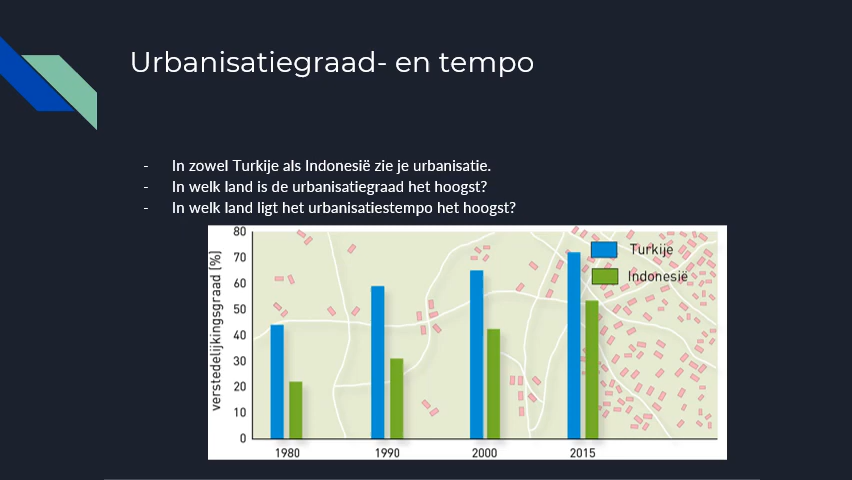 Urbanisatiegraad- en tempo
- In zowel Turkije als Indonesië zie je urbanisatie.
- In welk land is de urbanisatiegraad het hoogst?
- In welk land ligt het urbanisatiestempo het hoogst?
verstedelijkingsgraad (%)
80
70
60
50
40
30
20
10
0
Turkije
Indonesië
1980 1990 2000 2015